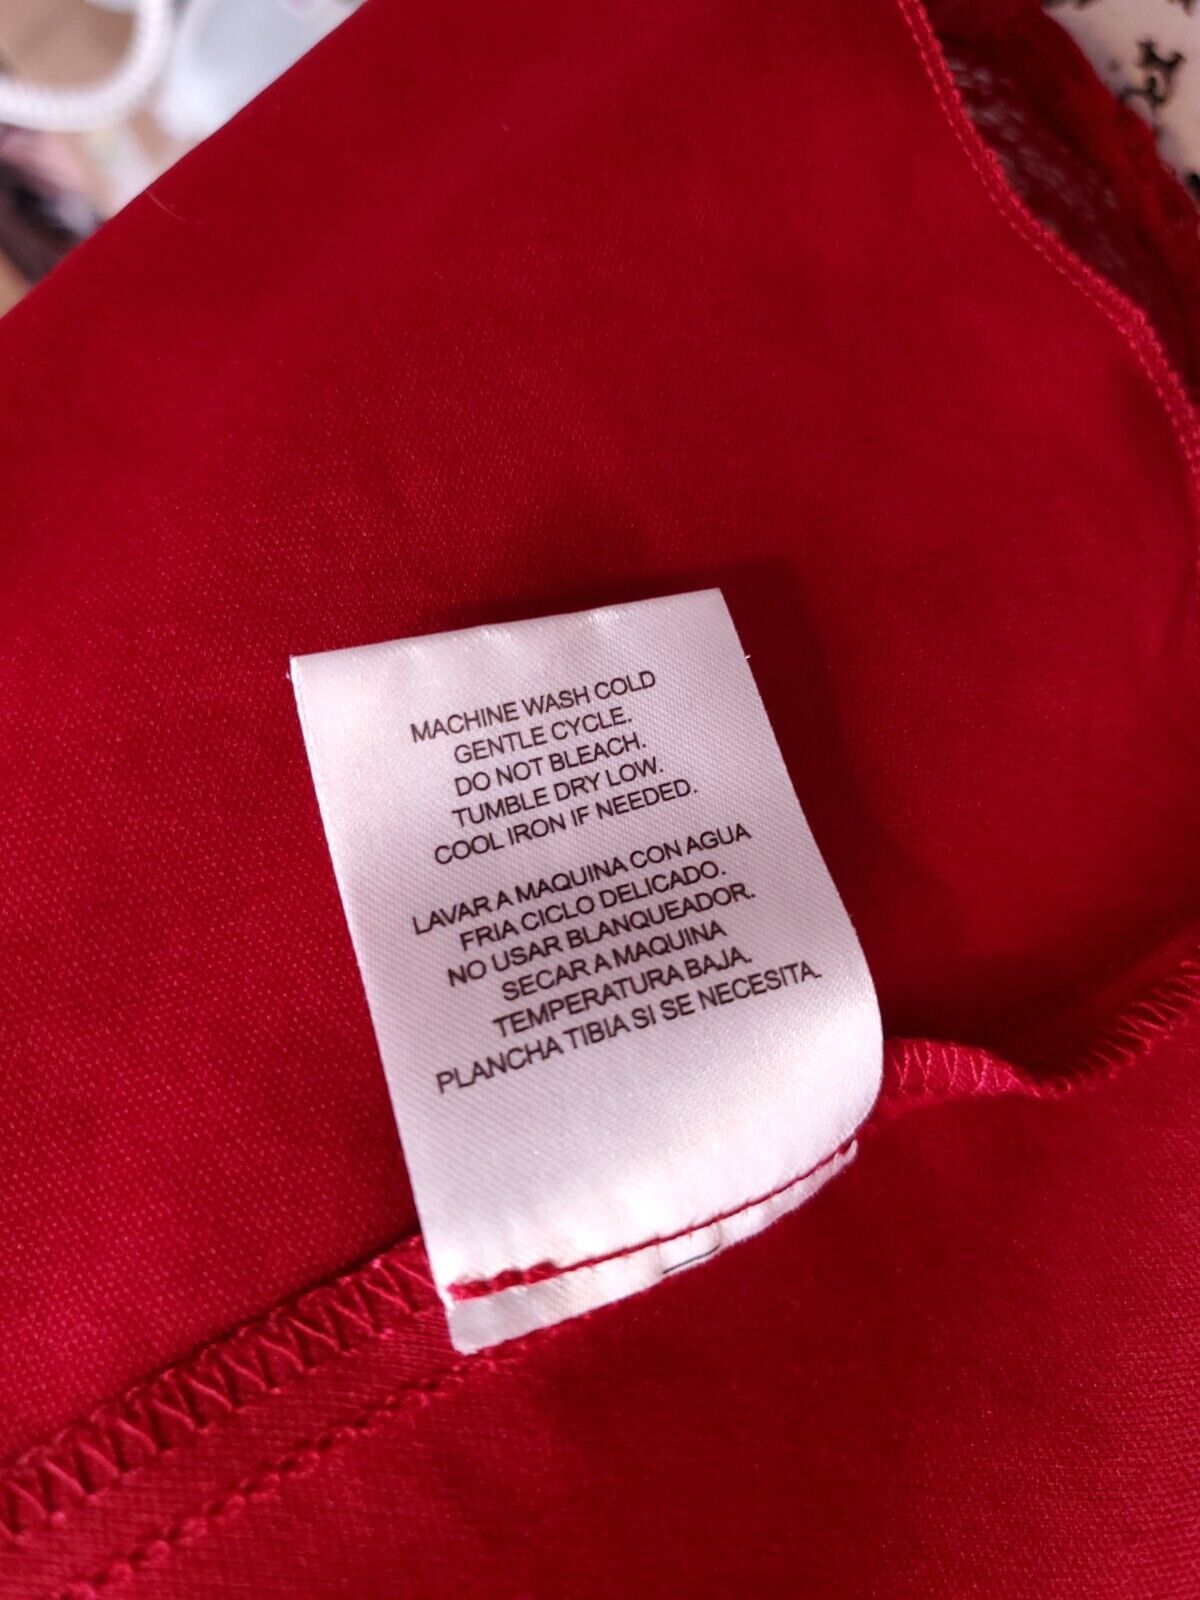 MACHINE WASH COLD
GENTLE CYCLE.
DO NOT BLEACH.
TUMBLE DRY LOW.
COOL IRON IF NEEDED.
LAVAR A MAQUINA CON AGUA
FRIA CICLO DELICADO.
NO USAR BLANQUEADOR.
SECAR A MAQUINA
TEMPERATURA BAJA.
PLANCHA TIBIA SI SE NECESITA.